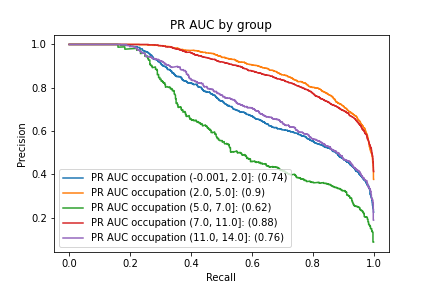 PR AUC by group
1.0
0.8
0.6
0.4
0.2
Precision
PR AUC occupation (-0.001, 2.0]: (0.74)
PR AUC occupation (2.0, 5.0]: (0.9)
PR AUC occupation (5.0, 7.0]: (0.62)
PR AUC occupation (7.0, 11.0]: (0.88)
PR AUC occupation (11.0, 14.0]: (0.76)
0.0 0.2 0.4 0.6 0.8 1.0
Recall